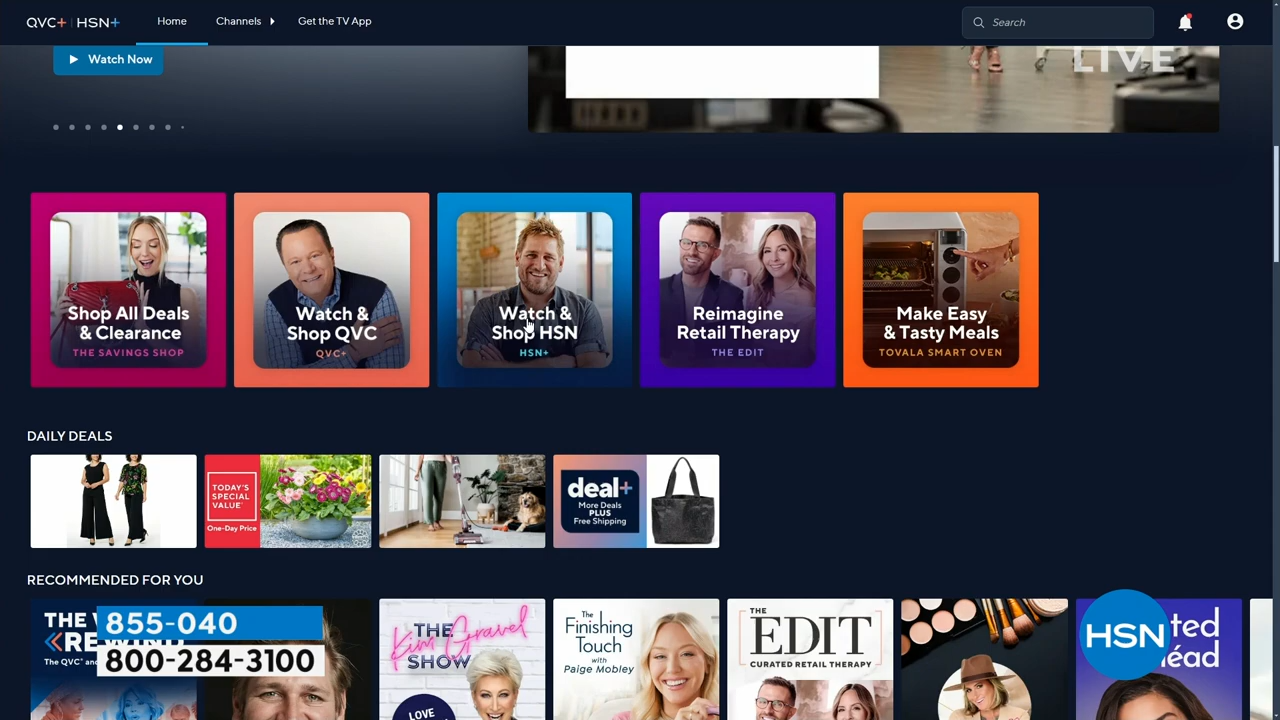 QVC+ | HSN+
Home
Channels
Get the TV App
Search
Watch Now
LIVE
Shop All Deals
& Clearance
THE SAVINGS SHOP
Watch &
Shop QVC
QVC+
Watch &
Shop HSN
HSN+
Reimagine
Retail Therapy
THE EDIT
Make Easy
& Tasty Meals
TOVALA SMART OVEN
DAILY DEALS
TODAY'S
SPECIAL
VALUE®
One-Day Price
deal+
More Deals
PLUS
Free Shipping
RECOMMENDED FOR YOU
THE
The QVC+
855-040
800-284-3100
THE
Kim Gravel
SHOW
LOVE
The
Finishing
Touch
with
Paige Mobley
THE
EDIT
CURATED RETAIL THERAPY
HSN